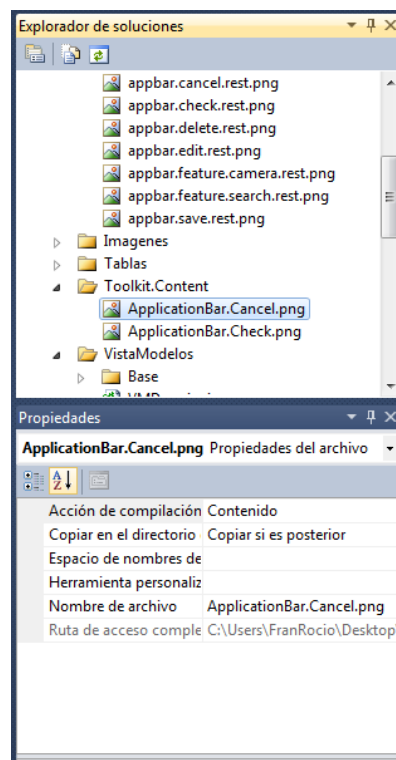 Explorador de soluciones
appbar.cancel.rest.png
appbar.check.rest.png
appbar.delete.rest.png
appbar.edit.rest.png
appbar.feature.camera.rest.png
appbar.feature.search.rest.png
appbar.save.rest.png
Imagenes
Tablas
Toolkit.Content
ApplicationBar.Cancel.png
ApplicationBar.Check.png
VistaModelos
Base
Propiedades
ApplicationBar.Cancel.png Propiedades del archivo
Acción de compilación Contenido
Copiar en el directorio Copiar si es posterior
Espacio de nombres de
Herramienta personaliz
Nombre de archivo ApplicationBar.Cancel.png
Ruta de acceso comple C:\Users\FranRocio\Desktop\